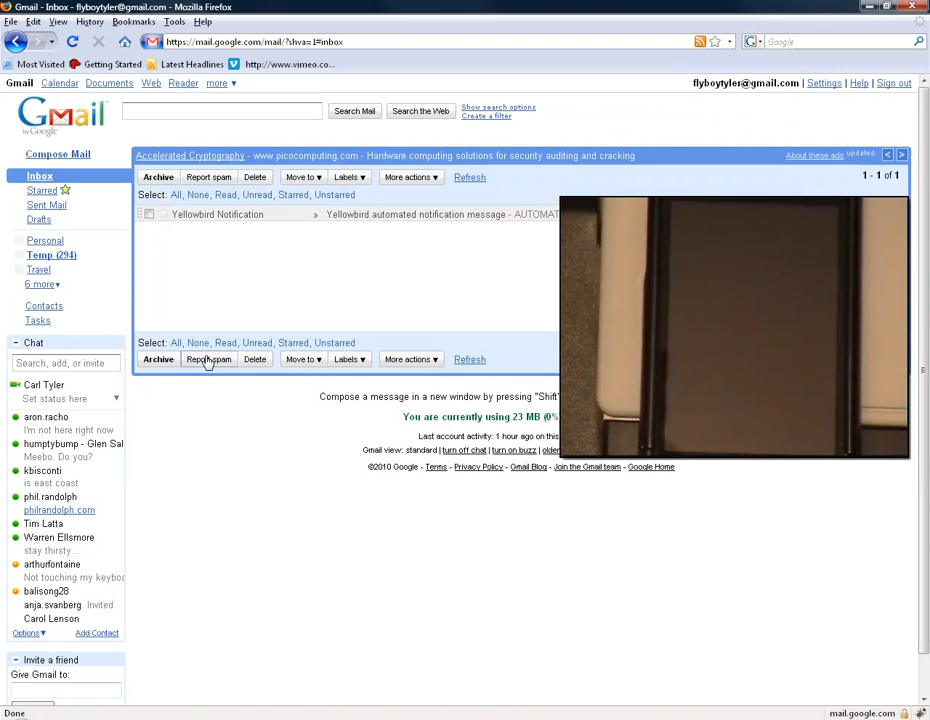 Gmail - Inbox - flyboytyler@gmail.com - Mozilla Firefox
File Edit View History Bookmarks Tools Help
https://mail.google.com/mail/?shva=1#inbox Google
Most Visited Getting Started Latest Headlines http://www.vimeo.co...
Gmail Calendar Documents Web Reader more ▼ flyboytyler@gmail.com | Settings | Help | Sign out
Gmail by Google
Search Mail Search the Web Show search options
Create a filter
Compose Mail
Inbox
Starred
Sent Mail
Drafts
Personal
Temp (294)
Travel
6 more▼
Contacts
Tasks
Accelerated Cryptography - www.picocomputing.com - Hardware computing solutions for security auditing and cracking About these ads updated < >
Archive Report spam Delete Move to ▼ Labels ▼ More actions ▼ Refresh 1 - 1 of 1
Select: All, None, Read, Unread, Starred, Unstarred
Yellowbird Notification » Yellowbird automated notification message - AUTOMAT
Select: All, None, Read, Unread, Starred, Unstarred
Archive Report spam Delete Move to ▼ Labels ▼ More actions ▼ Refresh
Compose a message in a new window by pressing "Shift"
You are currently using 23 MB (0%
Last account activity: 1 hour ago on this
Gmail view: standard | turn off chat | turn on buzz | older
©2010 Google - Terms - Privacy Policy - Gmail Blog - Join the Gmail team - Google Home
− Chat
Search, add, or invite
Carl Tyler
Set status here ▼
aron.racho
I'm not here right now
humptybump - Glen Sal
Meebo. Do you?
kbisconti
is east coast
phil.randolph
philrandolph.com
Tim Latta
Warren Ellsmore
stay thirsty...
arthurfontaine
Not touching my keyboa
balisong28
anja.svanberg Invited
Carol Lenson
Options▼ Add Contact
− Invite a friend
Give Gmail to:
Done mail.google.com